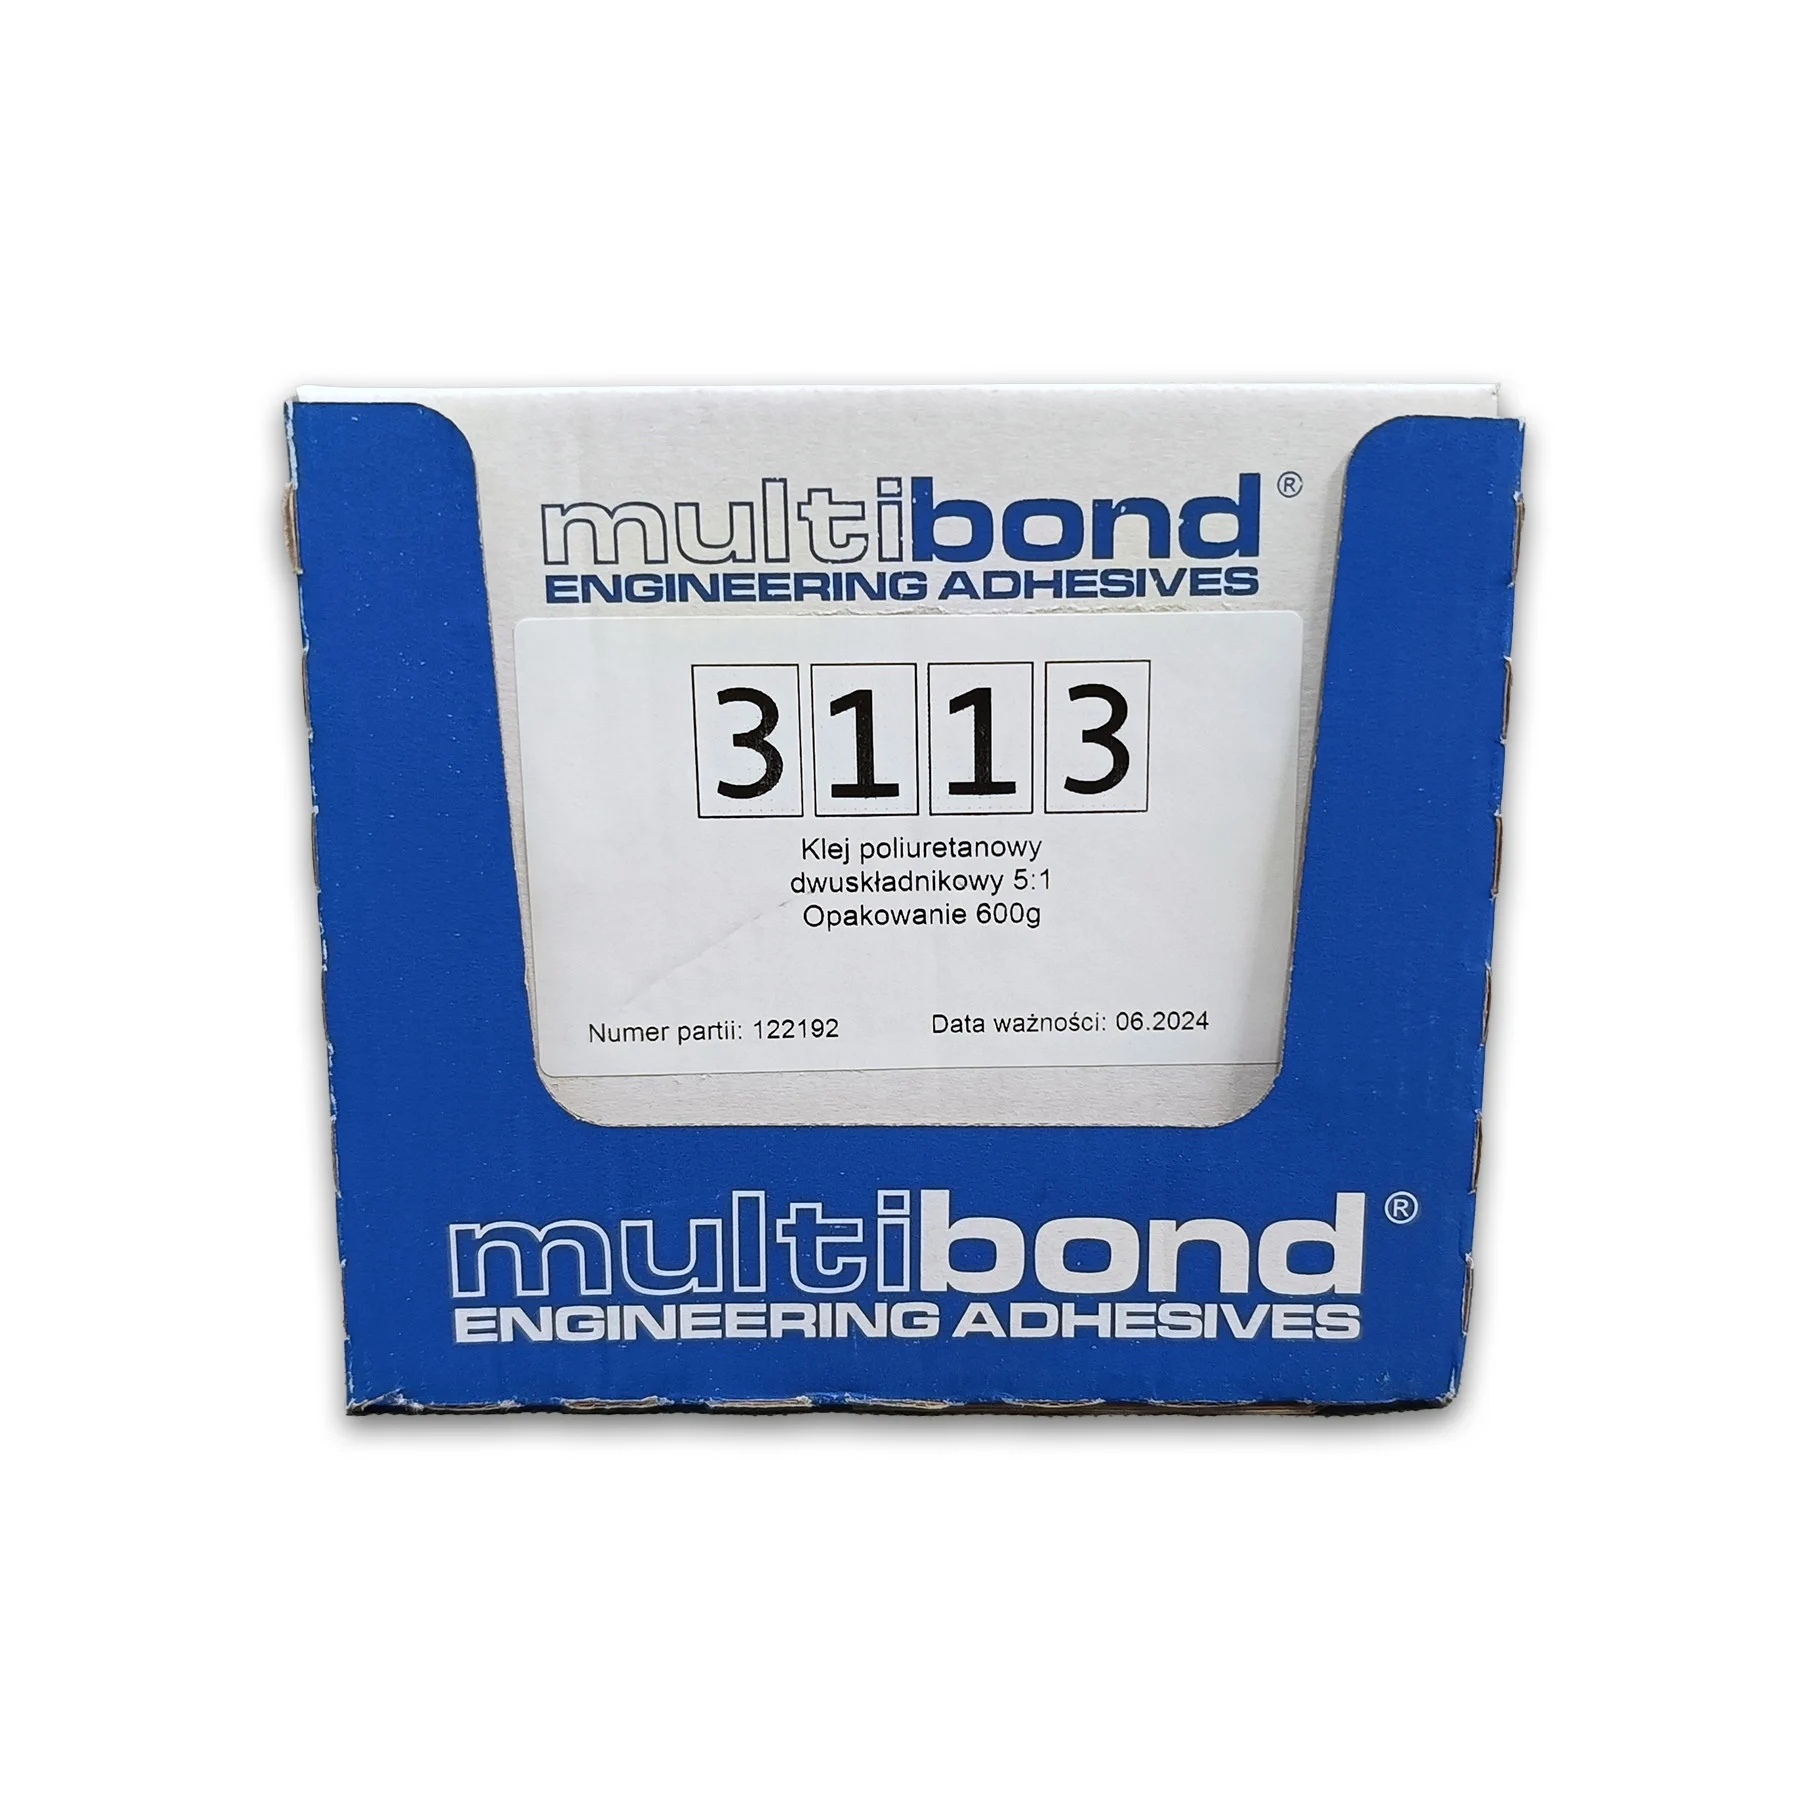 multibond®
ENGINEERING ADHESIVES
3113
Klej poliuretanowy
dwuskładnikowy 5:1
Opakowanie 600g
Numer partii: 122192 Data ważności: 06.2024
multibond®
ENGINEERING ADHESIVES